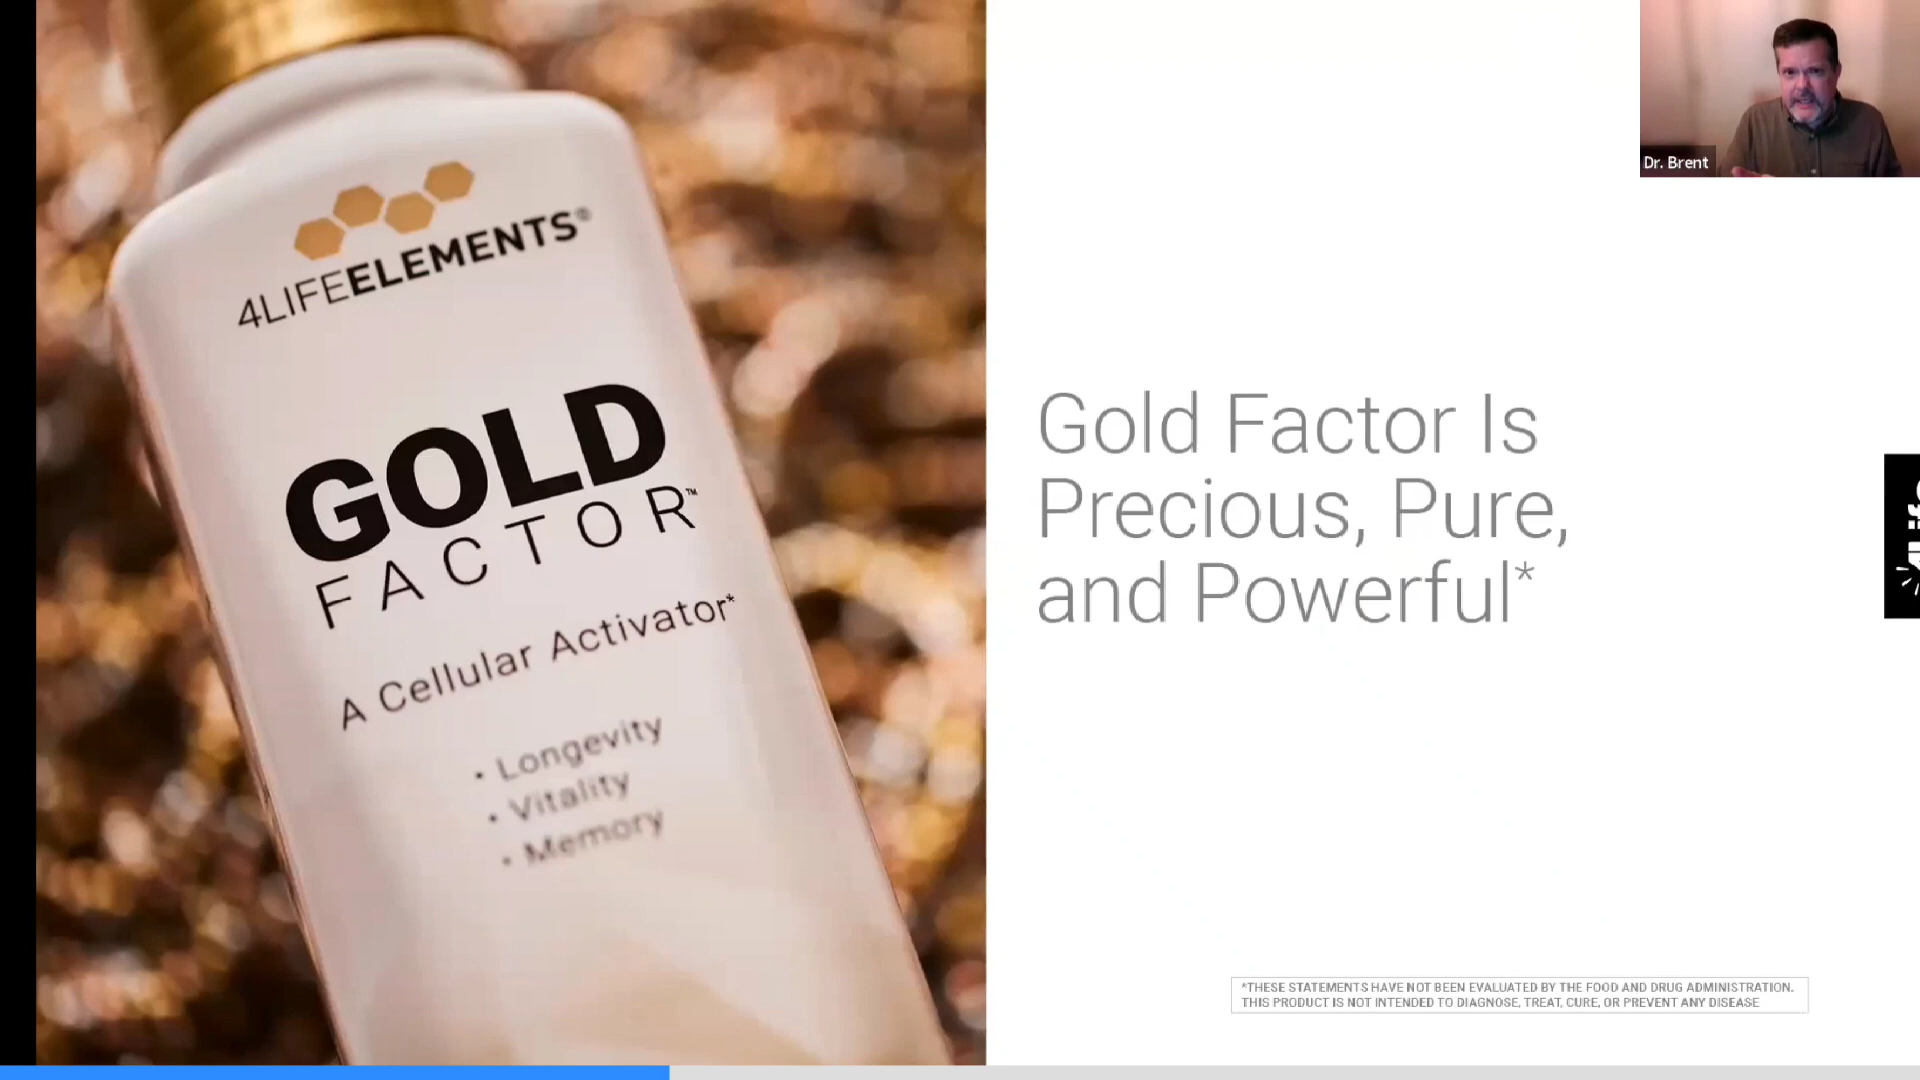 4LIFEELEMENTS®
GOLD
FACTOR™
A Cellular Activator*
• Longevity
• Vitality
• Memory
Gold Factor Is
Precious, Pure,
and Powerful*
Dr. Brent
*THESE STATEMENTS HAVE NOT BEEN EVALUATED BY THE FOOD AND DRUG ADMINISTRATION.
THIS PRODUCT IS NOT INTENDED TO DIAGNOSE, TREAT, CURE, OR PREVENT ANY DISEASE